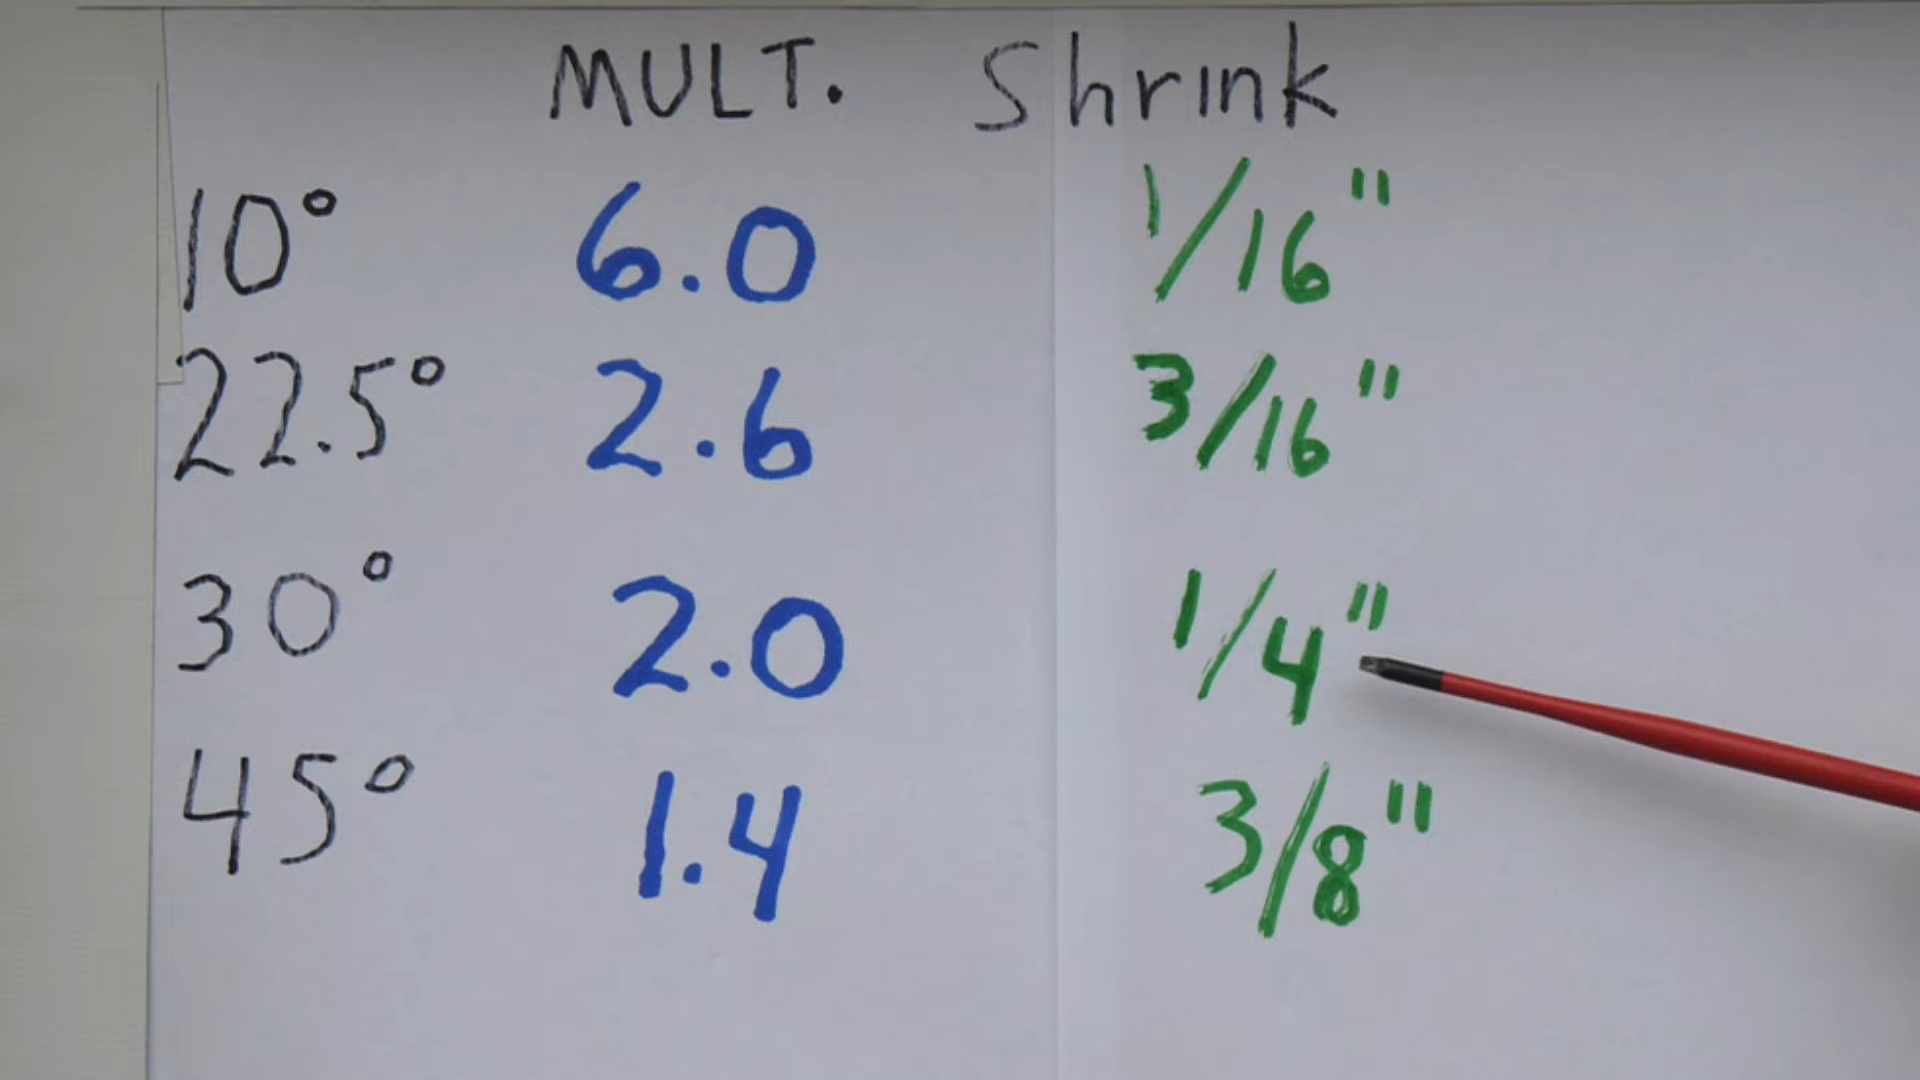 MULT. Shrink
10° 6.0 1/16"
22.5° 2.6 3/16"
30° 2.0 1/4"
45° 1.4 3/8"